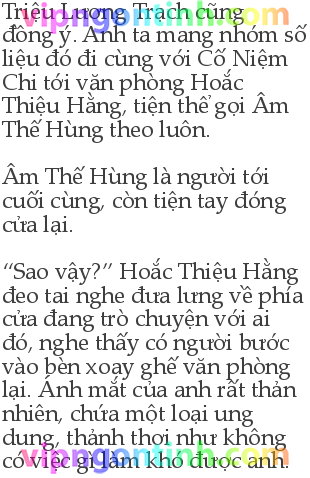 Triệu Lương Trạch cũng
vipngontinh.com
đồng ý. Anh ta mang nhóm số
liệu đó đi cùng với Cố Niệm
Chi tới văn phòng Hoắc
Thiệu Hằng, tiện thể gọi Âm
Thế Hùng theo luôn.
Âm Thế Hùng là người tới
cuối cùng, còn tiện tay đóng
cửa lại.
“Sao vậy?” Hoắc Thiệu Hằng
đeo tai nghe đưa lưng về phía
cửa đang trò chuyện với ai
đó, nghe thấy có người bước
vào bèn xoay ghế văn phòng
lại. Ánh mắt của anh rất thản
nhiên, chứa một loại ung
dung, thảnh thơi như không
vipngontinh.com
có việc gì làm khó được anh.